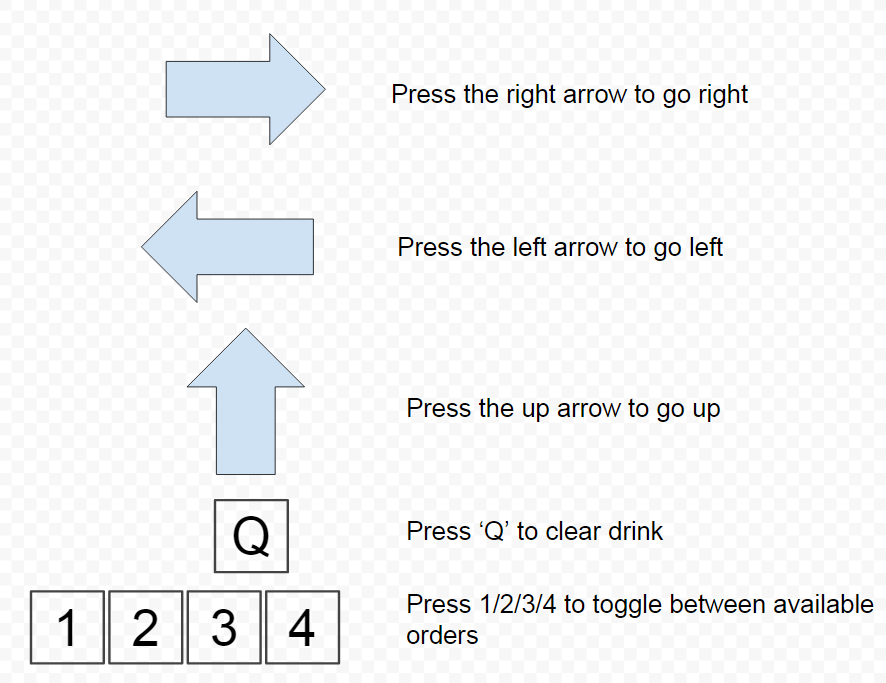 Press the right arrow to go right
Press the left arrow to go left
Press the up arrow to go up
Q
Press ‘Q’ to clear drink
1 2 3 4
Press 1/2/3/4 to toggle between available
orders